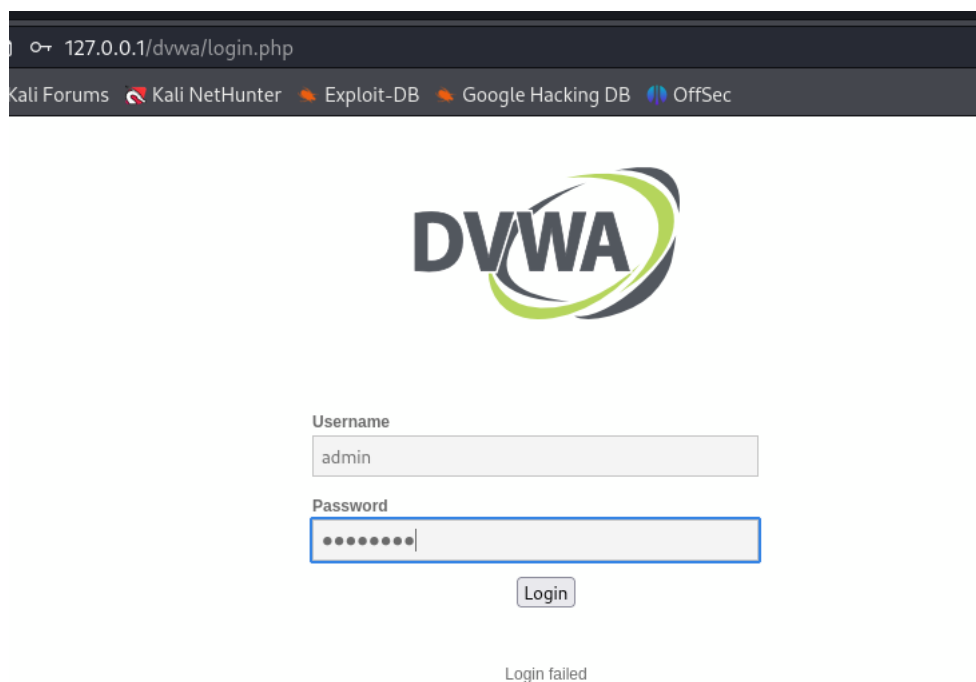 127.0.0.1/dvwa/login.php
Kali Forums Kali NetHunter Exploit-DB Google Hacking DB OffSec
DVWA
Username
admin
Password
••••••••
Login
Login failed